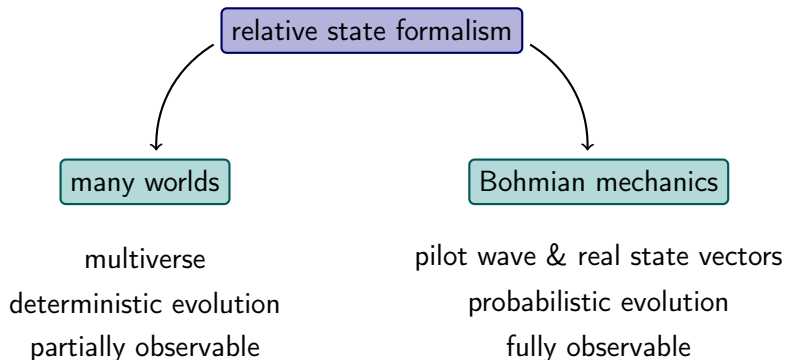 relative state formalism
many worlds
Bohmian mechanics
multiverse
deterministic evolution
partially observable
pilot wave & real state vectors
probabilistic evolution
fully observable